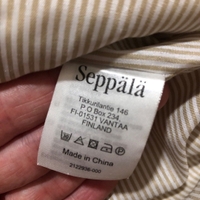 Seppälä
Tikkurilantie 146
P O Box 234,
FI-01531 VANTAA
FINLAND
Made in China